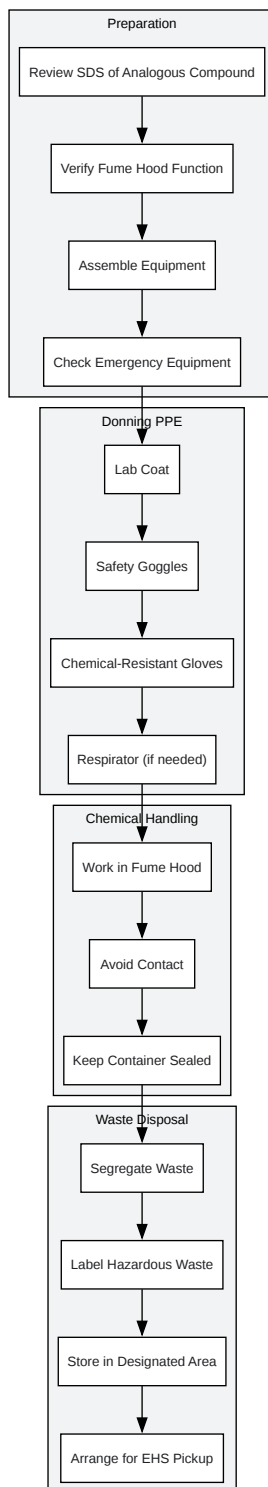 Preparation
Review SDS of Analogous Compound
Verify Fume Hood Function
Assemble Equipment
Check Emergency Equipment
Donning PPE
Lab Coat
Safety Goggles
Chemical-Resistant Gloves
Respirator (if needed)
Chemical Handling
Work in Fume Hood
Avoid Contact
Keep Container Sealed
Waste Disposal
Segregate Waste
Label Hazardous Waste
Store in Designated Area
Arrange for EHS Pickup